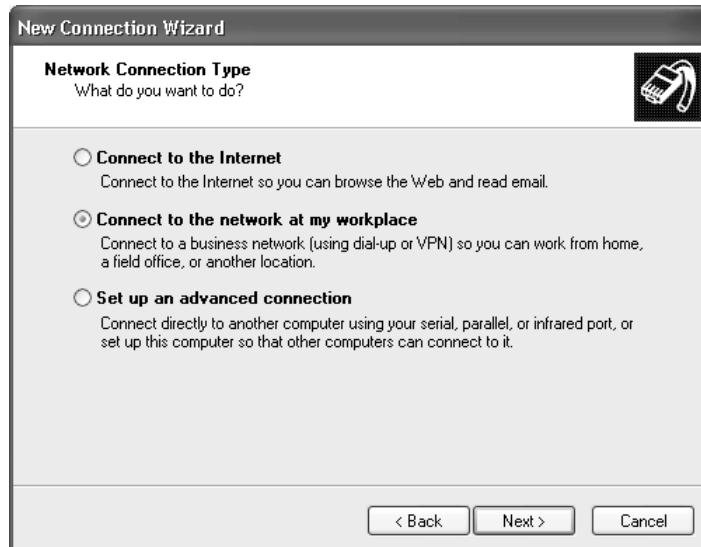 New Connection Wizard
Network Connection Type
What do you want to do?
Connect to the Internet
Connect to the Internet so you can browse the Web and read email.
Connect to the network at my workplace
Connect to a business network (using dial-up or VPN) so you can work from home,
a field office, or another location.
Set up an advanced connection
Connect directly to another computer using your serial, parallel, or infrared port, or
set up this computer so that other computers can connect to it.
< Back Next > Cancel